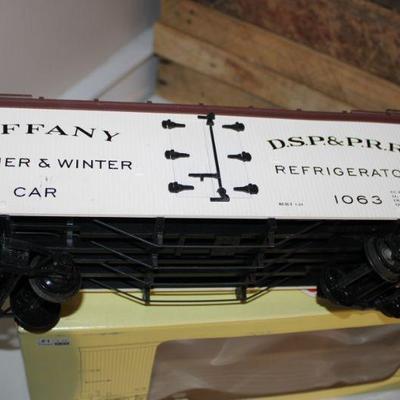 FFANY
ER & WINTER
CAR
D.S.P.&P.R.R
REFRIGERATO
1063